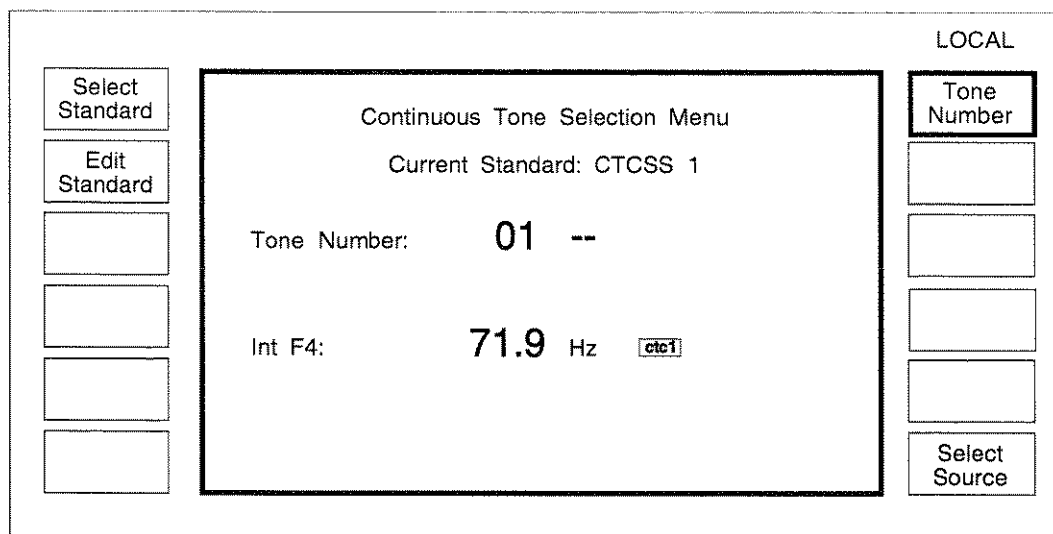 LOCAL
Select
Standard
Edit
Standard
Continuous Tone Selection Menu
Current Standard: CTCSS 1
Tone Number: 01 --
Int F4: 71.9 Hz ctc1
Tone
Number
Select
Source